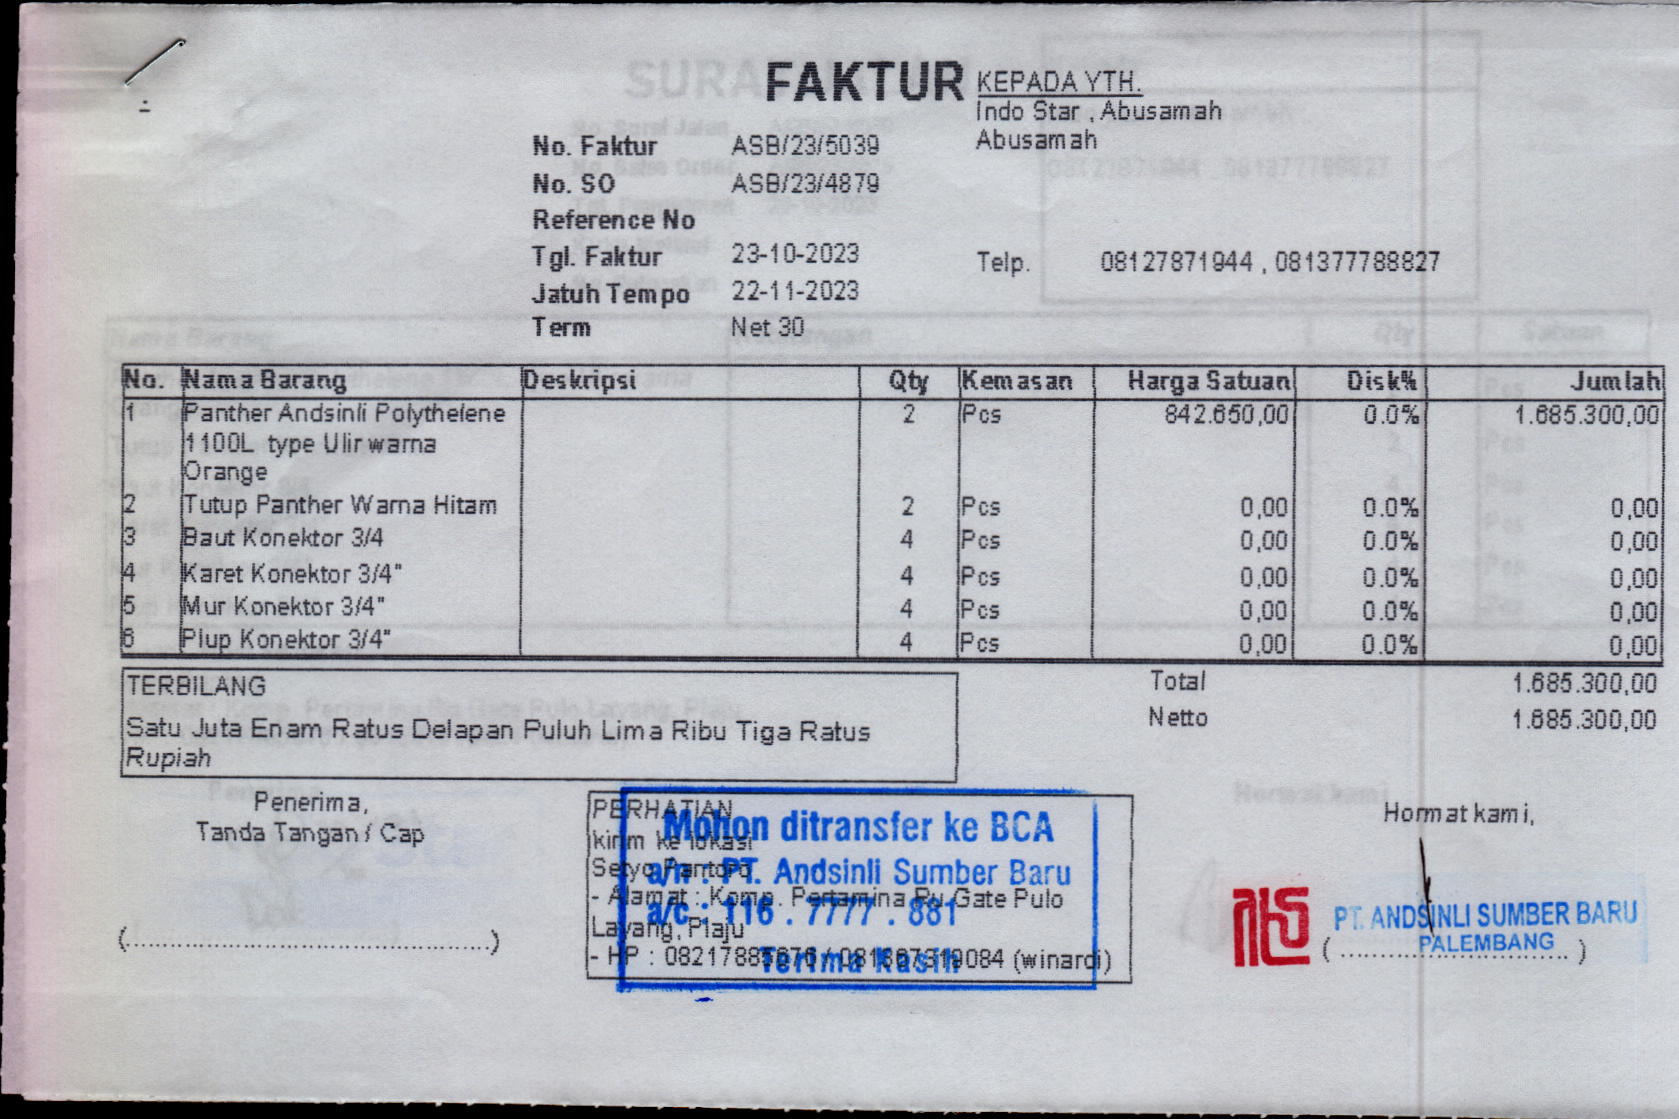 FAKTUR
KEPADA YTH.
Indo Star , Abusamah
Abusamah
No. Faktur ASB/23/5039
No. SO ASB/23/4879
Reference No
Tgl. Faktur 23-10-2023
Telp. 08127871944 , 081377788827
Jatuh Tempo 22-11-2023
Term Net 30
No. Nama Barang Deskripsi Qty Kemasan Harga Satuan Disk% Jumlah
1 Panther Andsinli Polythelene 2 Pcs 842.650,00 0.0% 1.685.300,00
1100L type Ulir warna
Orange
2 Tutup Panther Warna Hitam 2 Pcs 0,00 0.0% 0,00
3 Baut Konektor 3/4 4 Pcs 0,00 0.0% 0,00
4 Karet Konektor 3/4" 4 Pcs 0,00 0.0% 0,00
5 Mur Konektor 3/4" 4 Pcs 0,00 0.0% 0,00
6 Plup Konektor 3/4" 4 Pcs 0,00 0.0% 0,00
TERBILANG
Satu Juta Enam Ratus Delapan Puluh Lima Ribu Tiga Ratus
Rupiah
Total 1.685.300,00
Netto 1.685.300,00
Penerima,
Tanda Tangan / Cap
(......................................)
PERHATIAN
kirim ke lokasi
Setyo
- Alamat : Komp. Pertamina Gate Pulo
Layang, Plaju
- HP : (winardi)
Mohon ditransfer ke BCA
a/n : PT. Andsinli Sumber Baru
a/c : 116 . 7777 . 881
Terima Kasih
Hormat kami,
PT. ANDSINLI SUMBER BARU
PALEMBANG
(..............................)